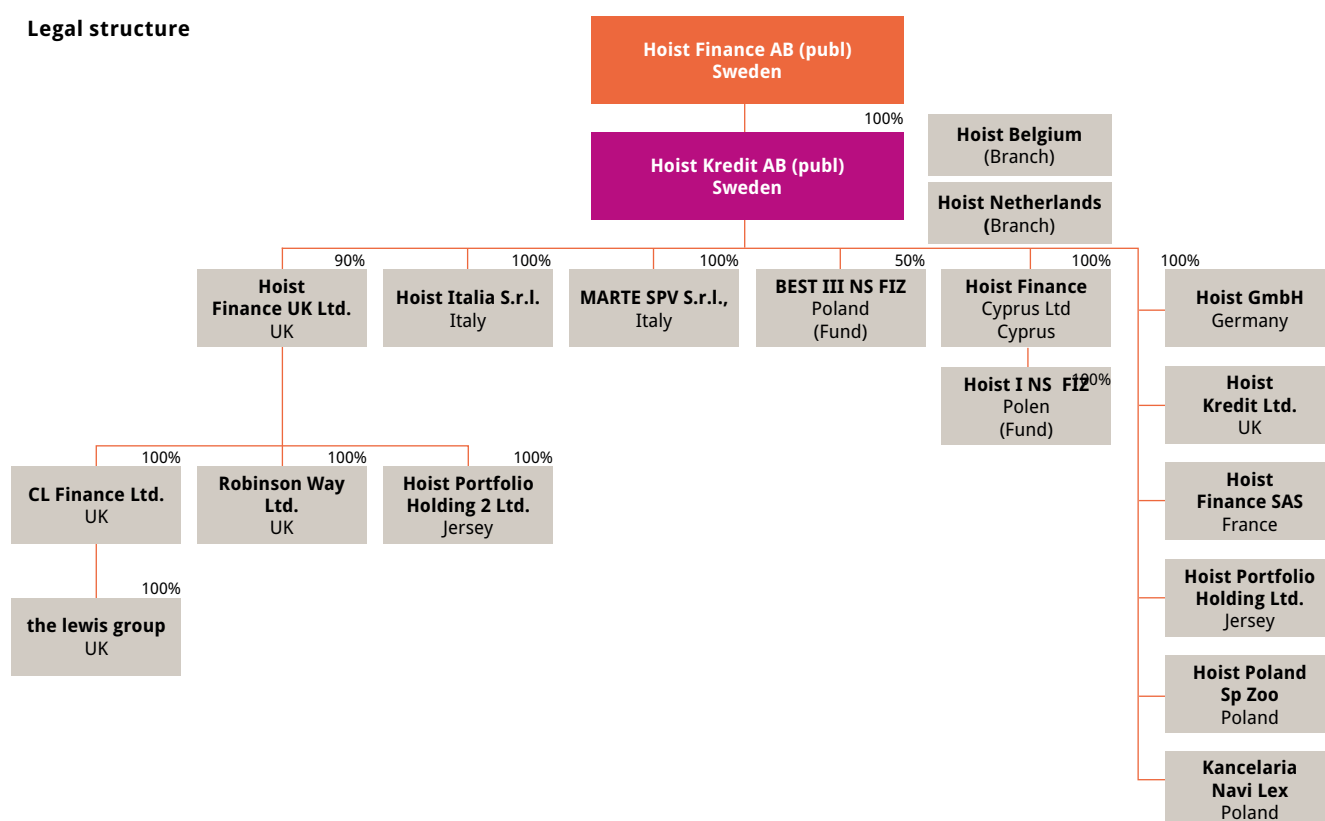 Legal structure
Hoist Finance AB (publ)
Sweden
100%
Hoist Kredit AB (publ)
Sweden
Hoist Belgium
(Branch)
Hoist Netherlands
(Branch)
90%
Hoist
Finance UK Ltd.
UK
100%
Hoist Italia S.r.l.
Italy
100%
MARTE SPV S.r.l.,
Italy
50%
BEST III NS FIZ
Poland
(Fund)
100%
Hoist Finance
Cyprus Ltd
Cyprus
100%
Hoist GmbH
Germany
100%
Hoist I NS FIZ
Polen
(Fund)
Hoist
Kredit Ltd.
UK
100%
CL Finance Ltd.
UK
100%
Robinson Way
Ltd.
UK
100%
Hoist Portfolio
Holding 2 Ltd.
Jersey
Hoist
Finance SAS
France
100%
the lewis group
UK
Hoist Portfolio
Holding Ltd.
Jersey
Hoist Poland
Sp Zoo
Poland
Kancelaria
Navi Lex
Poland